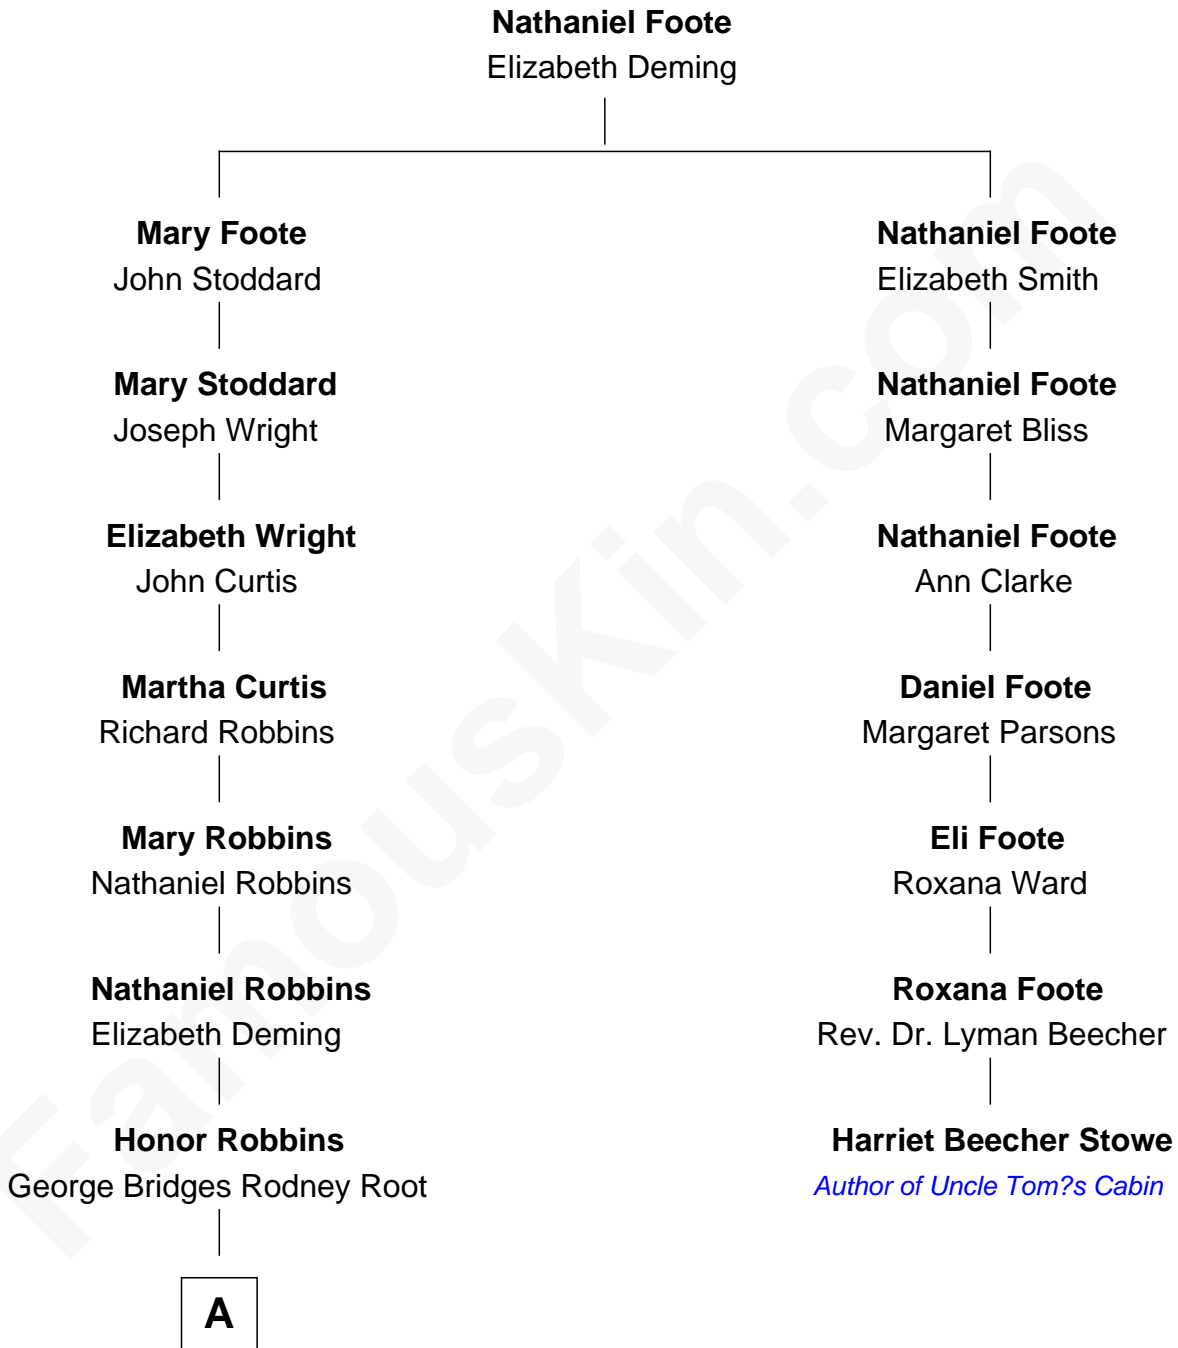 Nathaniel Foote
Elizabeth Deming
Mary Foote
John Stoddard
Nathaniel Foote
Elizabeth Smith
Mary Stoddard
Joseph Wright
Nathaniel Foote
Margaret Bliss
Elizabeth Wright
John Curtis
Nathaniel Foote
Ann Clarke
Martha Curtis
Richard Robbins
Daniel Foote
Margaret Parsons
Mary Robbins
Nathaniel Robbins
Eli Foote
Roxana Ward
Nathaniel Robbins
Elizabeth Deming
Roxana Foote
Rev. Dr. Lyman Beecher
Honor Robbins
George Bridges Rodney Root
Harriet Beecher Stowe
Author of Uncle Tom?s Cabin
A
FamousKin.com